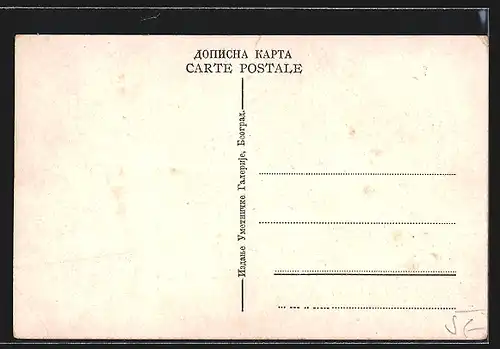 ДОПИСНА КАРТА
CARTE POSTALE
Издање Уметничке Галерије, Београд.